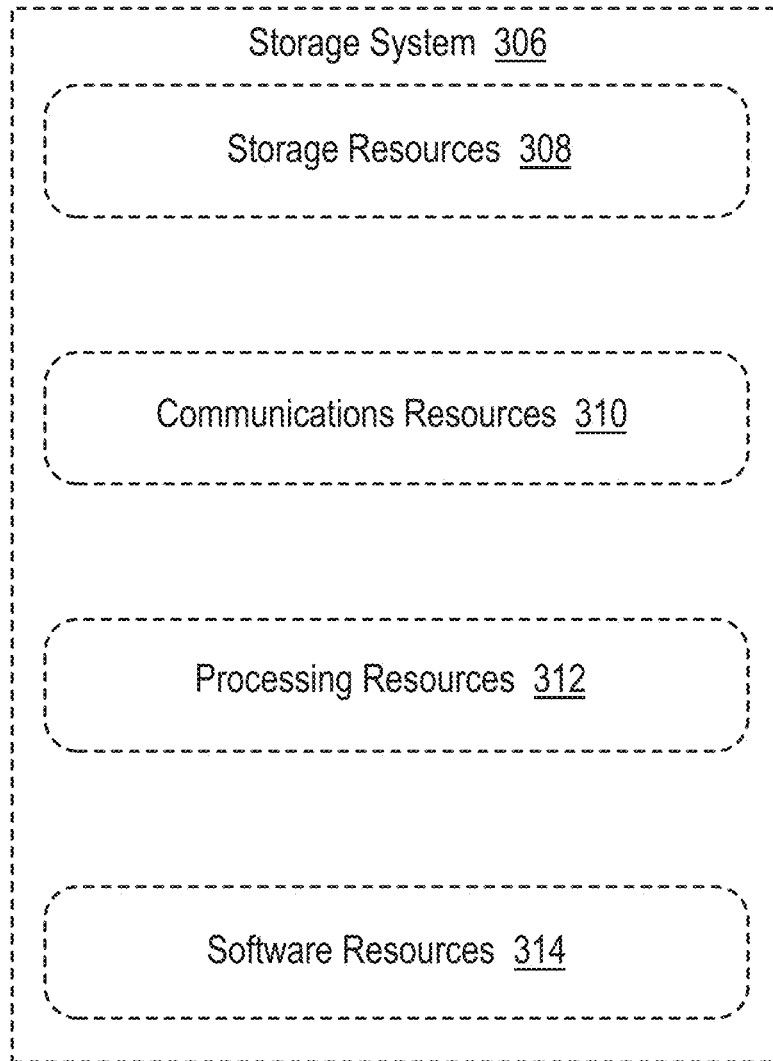 Storage System 306
Storage Resources 308
Communications Resources 310
Processing Resources 312
Software Resources 314